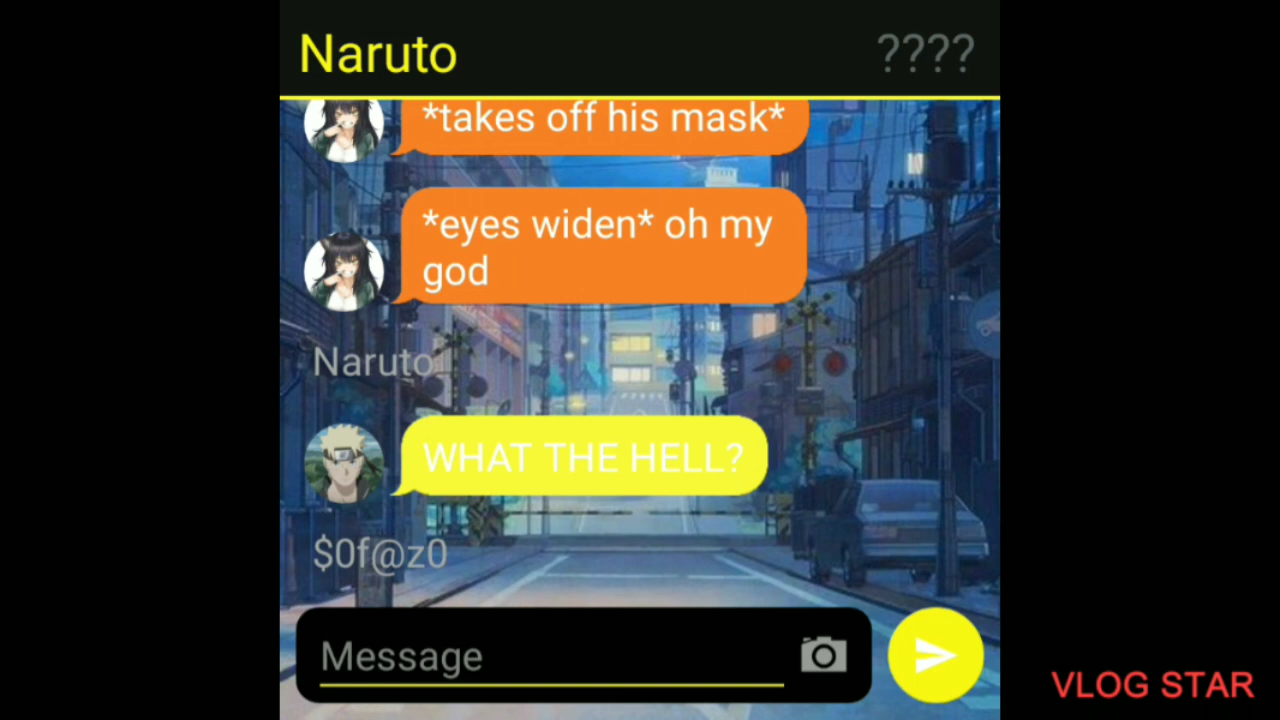 Naruto
????
*takes off his mask*
*eyes widen* oh my
god
Naruto
WHAT THE HELL?
$0f@z0
Message
VLOG STAR